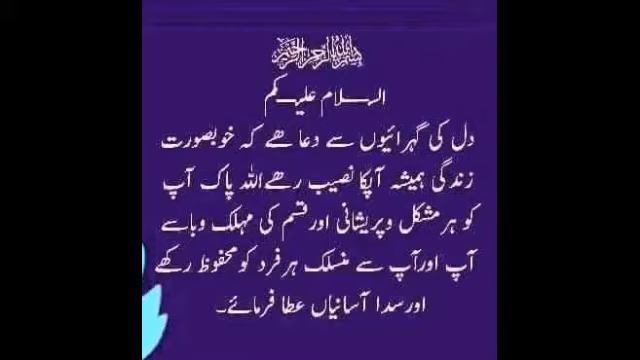 بسم اللہ الرحمن الرحیم
السلام علیکم
دل کی گہرائیوں سے دعا ھے کہ خوبصورت
زندگی ہمیشہ آپکا نصیب رھے اللہ پاک آپ
کو ہر مشکل و پریشانی اور قسم کی مہلک وبا سے
آپ اور آپ سے منسلک ہر فرد کو محفوظ رکھے
اور سدا آسانیاں عطا فرمائے۔